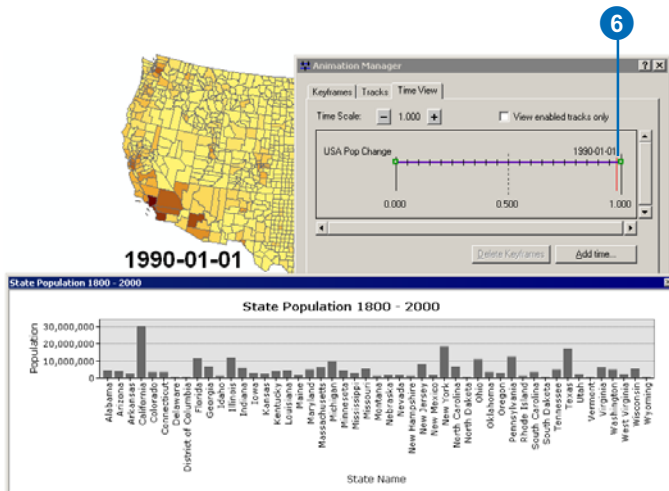 6
Animation Manager
Keyframes Tracks Time View
Time Scale: 1.000 View enabled tracks only
USA Pop Change 1990-01-01
0.000 0.500 1.000
Delete Keyframes Add time...
1990-01-01
State Population 1800 - 2000
State Population 1800 - 2000
Population
30,000,000
20,000,000
10,000,000
0
Alabama
Arizona
Arkansas
California
Colorado
Connecticut
Delaware
District of Columbia
Florida
Georgia
Idaho
Illinois
Indiana
Iowa
Kansas
Kentucky
Louisiana
Maine
Maryland
Massachusetts
Michigan
Minnesota
Mississippi
Missouri
Montana
Nebraska
Nevada
New Hampshire
New Jersey
New Mexico
New York
North Carolina
North Dakota
Ohio
Oklahoma
Oregon
Pennsylvania
Rhode Island
South Carolina
South Dakota
Tennessee
Texas
Utah
Vermont
Virginia
Washington
West Virginia
Wisconsin
Wyoming
State Name